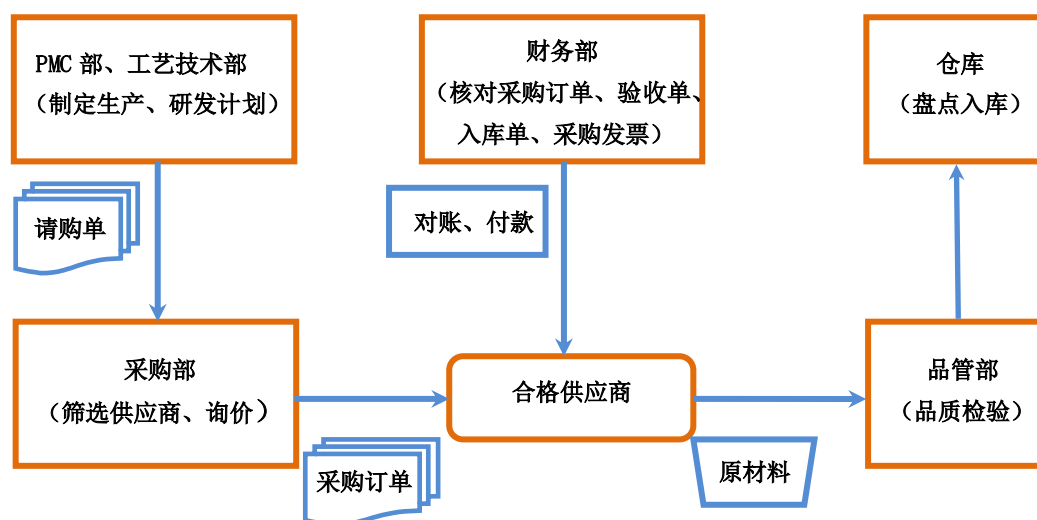 PMC部、工艺技术部
（制定生产、研发计划）
财务部
（核对采购订单、验收单、
入库单、采购发票）
仓库
（盘点入库）
请购单
对账、付款
采购部
（筛选供应商、询价）
合格供应商
品管部
（品质检验）
采购订单
原材料